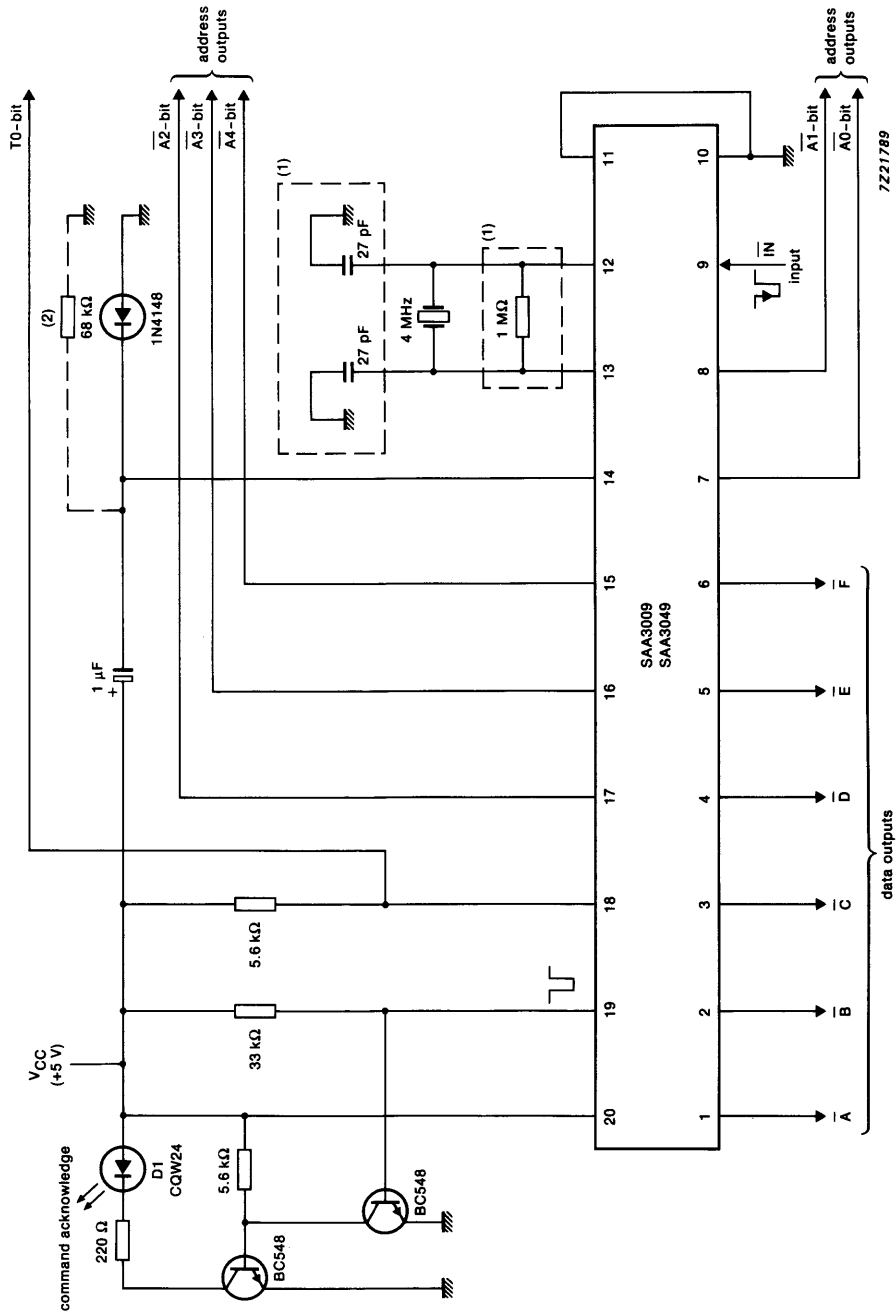 T0-bit
A2-bit
A3-bit
A4-bit
address
outputs
(2)
68 kΩ
1N4148
1 μF
+
VCC
(+5 V)
command acknowledge
D1
CQW24
220 Ω
5.6 kΩ
BC548
BC548
33 kΩ
5.6 kΩ
(1)
27 pF
27 pF
4 MHz
(1)
1 MΩ
20
19
18
17
16
15
14
13
12
11
SAA3009
SAA3049
1
2
3
4
5
6
7
8
9
10
A
B
C
D
E
F
data outputs
IN
input
A1-bit
A0-bit
address
outputs
7Z21789